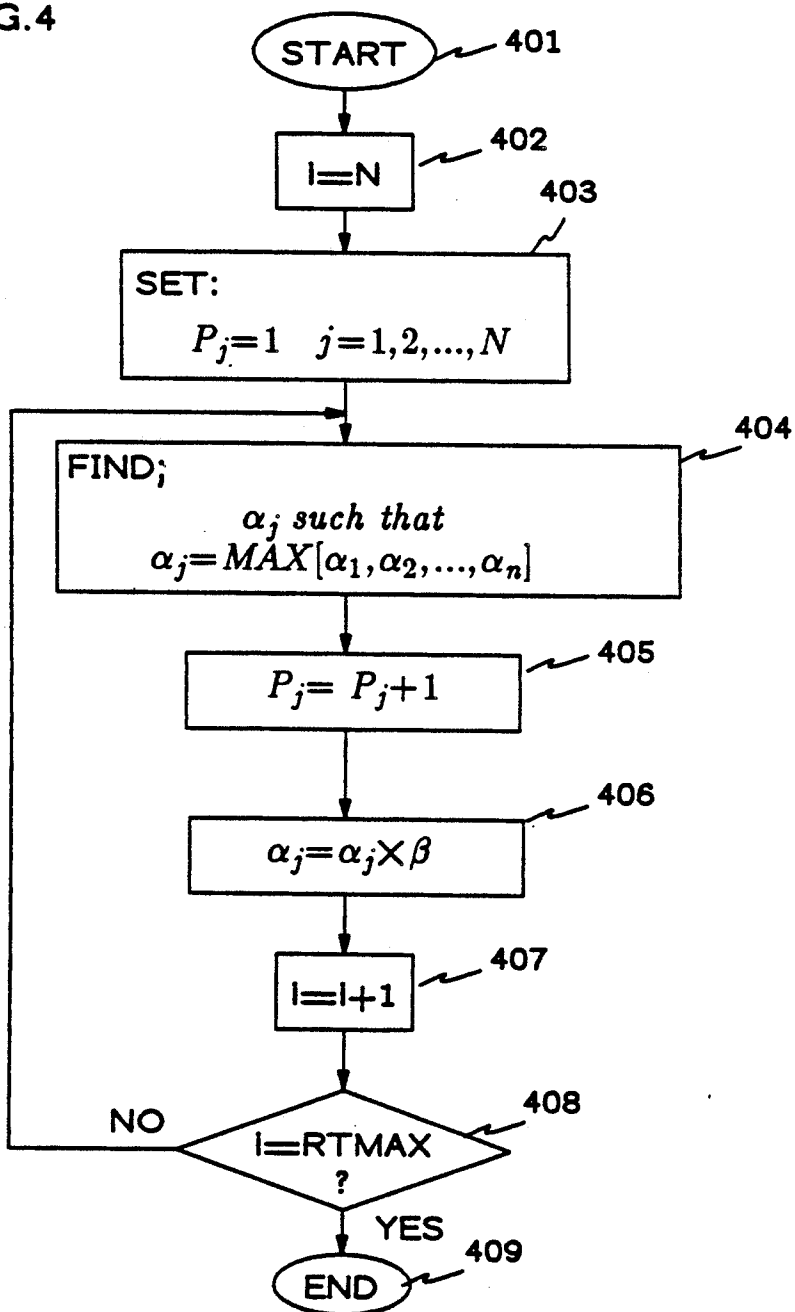 G.4
START
401
402
i=N
403
SET:
P_j=1 j=1,2,...,N
404
FIND;
α_j such that
α_j=MAX[α_1,α_2,...,α_n]
405
P_j= P_j+1
406
α_j=α_j×β
407
i=i+1
408
NO
i=RTMAX
?
YES
409
END